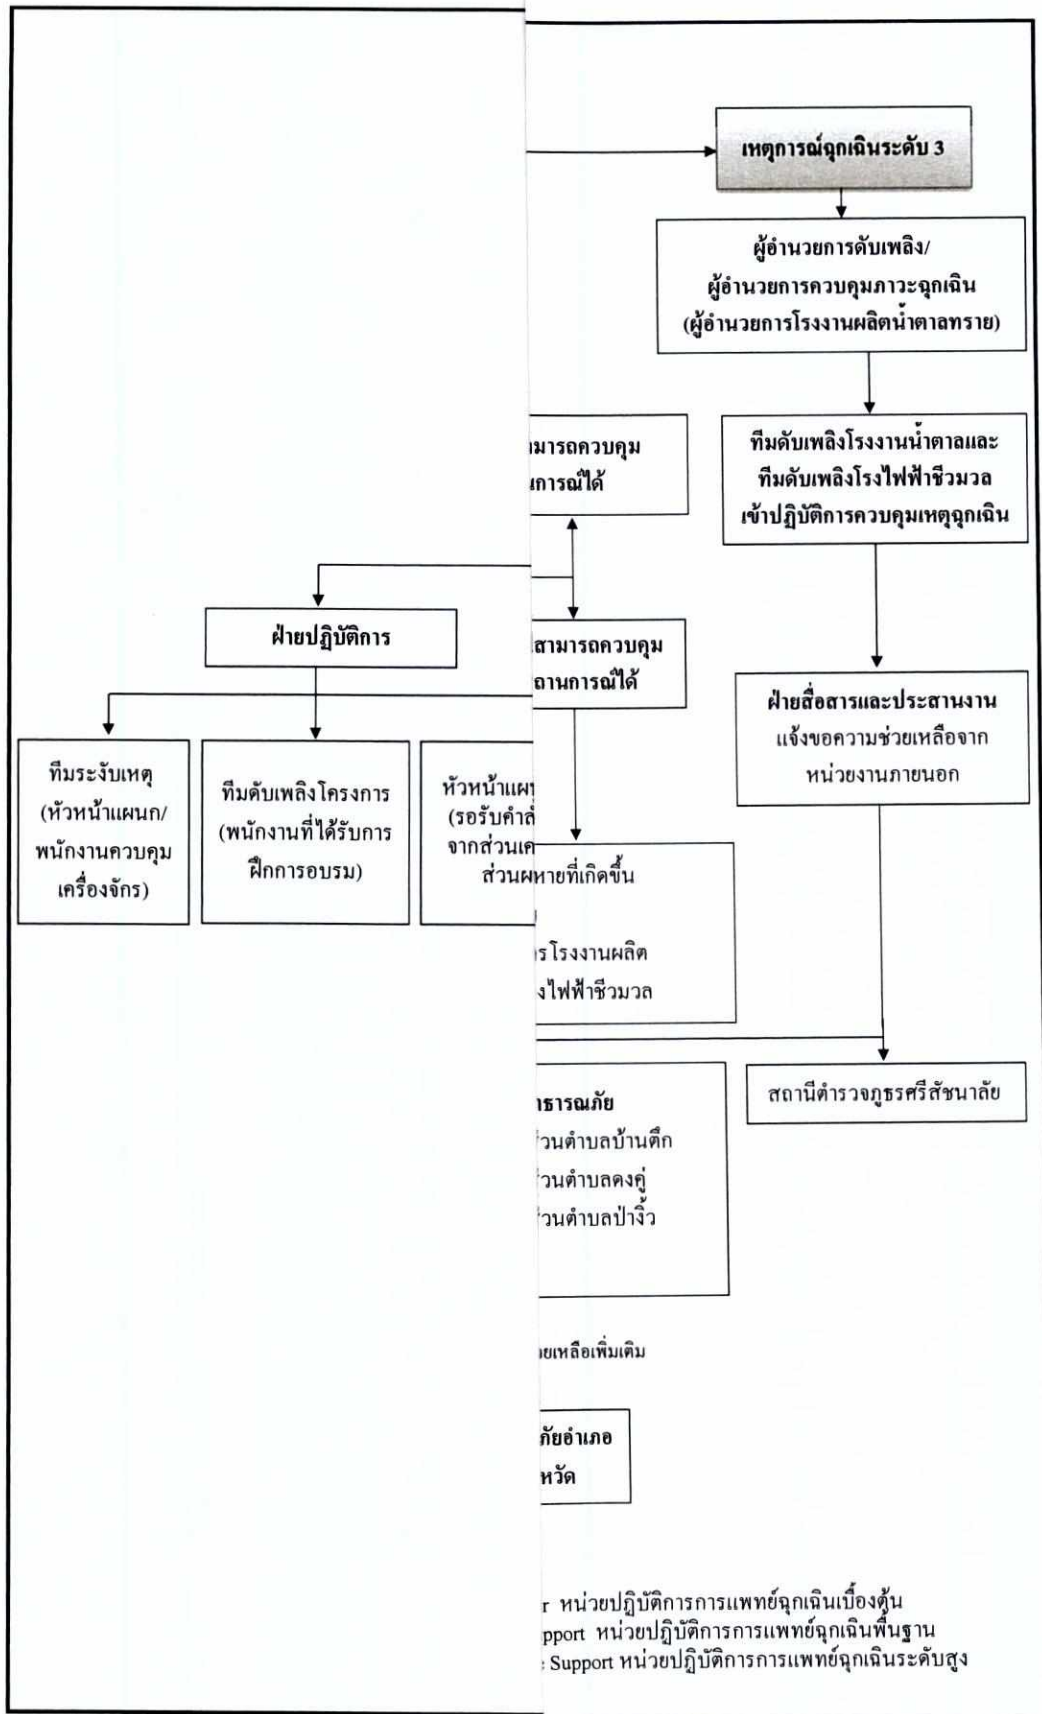 เหตุการณ์ฉุกเฉินระดับ 3
ผู้อำนวยการดับเพลิง/
ผู้อำนวยการควบคุมภาวะฉุกเฉิน
(ผู้อำนวยการโรงงานผลิตน้ำตาลทราย)
ามารถควบคุม
นการณ์ได้
ทีมดับเพลิงโรงงานน้ำตาลและ
ทีมดับเพลิงโรงไฟฟ้าชีวมวล
เข้าปฏิบัติการควบคุมเหตุฉุกเฉิน
ฝ่ายปฏิบัติการ
สามารถควบคุม
ถานการณ์ได้
ฝ่ายสื่อสารและประสานงาน
แจ้งขอความช่วยเหลือจาก
หน่วยงานภายนอก
ทีมระงับเหตุ
(หัวหน้าแผนก/
พนักงานควบคุม
เครื่องจักร)
ทีมดับเพลิงโครงการ
(พนักงานที่ได้รับการ
ฝึกการอบรม)
หัวหน้าแผน
(รอรับคำสั
จากส่วนเค
ส่วนผ
หายที่เกิดขึ้น
รโรงงานผลิต
งไฟฟ้าชีวมวล
าธารณภัย
่วนตำบลบ้านตึก
่วนตำบลดงคู่
่วนตำบลป่างิ้ว
สถานีตำรวจภูธรศรีสัชนาลัย
วยเหลือเพิ่มเติม
ภัยอำเภอ
หวัด
r หน่วยปฏิบัติการการแพทย์ฉุกเฉินเบื้องต้น
pport หน่วยปฏิบัติการการแพทย์ฉุกเฉินพื้นฐาน
Support หน่วยปฏิบัติการการแพทย์ฉุกเฉินระดับสูง